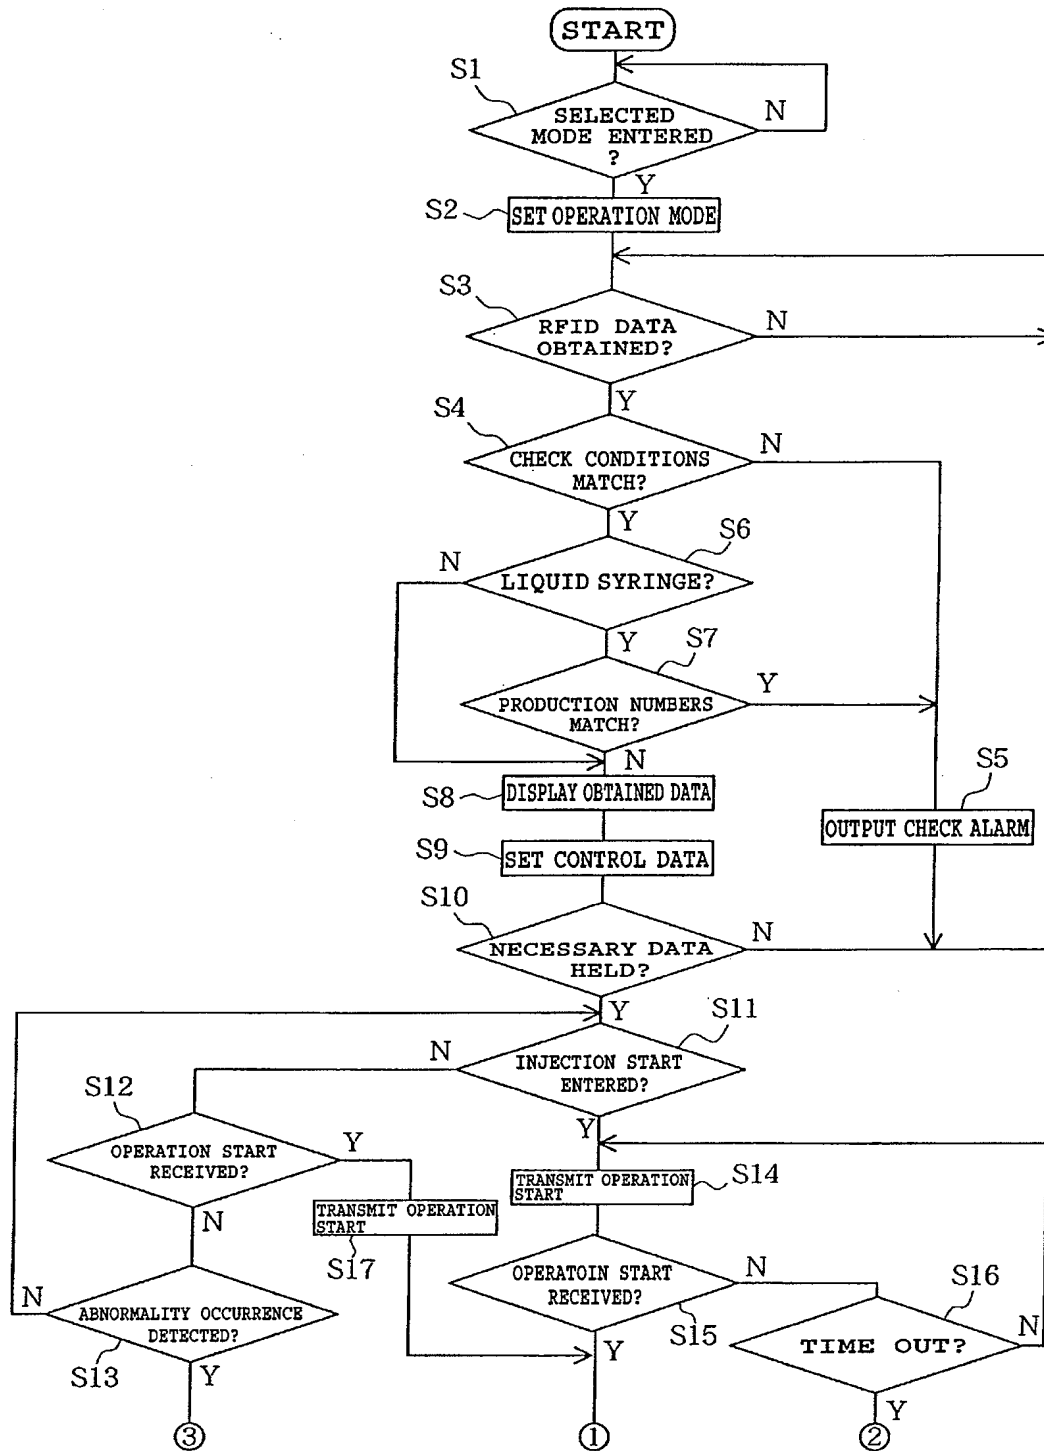 START
S1
SELECTED
MODE ENTERED
?
N
Y
S2
SET OPERATION MODE
S3
RFID DATA
OBTAINED?
N
Y
S4
CHECK CONDITIONS
MATCH?
N
Y
S6
N
LIQUID SYRINGE?
Y
S7
PRODUCTION NUMBERS
MATCH?
Y
N
S8
DISPLAY OBTAINED DATA
S5
OUTPUT CHECK ALARM
S9
SET CONTROL DATA
S10
NECESSARY DATA
HELD?
N
Y
S11
N
INJECTION START
ENTERED?
Y
S12
OPERATION START
RECEIVED?
Y
N
TRANSMIT OPERATION
START
S17
TRANSMIT OPERATION
START
S14
OPERATOIN START
RECEIVED?
N
S15
Y
S16
TIME OUT?
N
Y
N
ABNORMALITY OCCURRENCE
DETECTED?
S13
Y
③
①
②